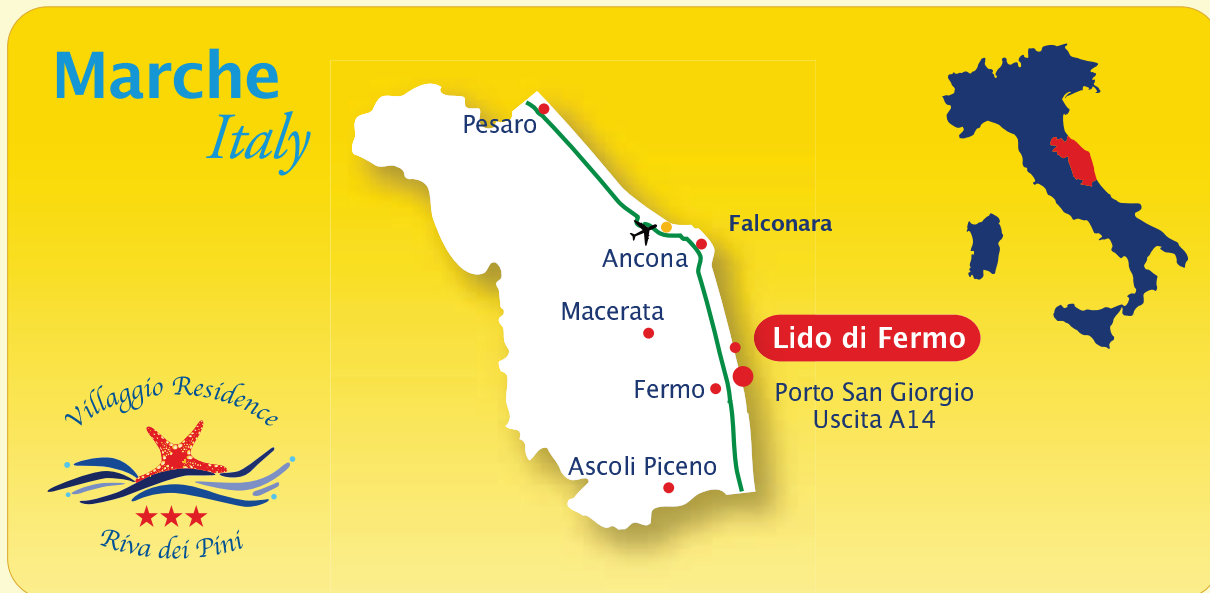 Marche
Italy
Pesaro
Falconara
Ancona
Macerata
Lido di Fermo
Fermo
Porto San Giorgio
Uscita A14
Ascoli Piceno
Villaggio Residence
Riva dei Pini